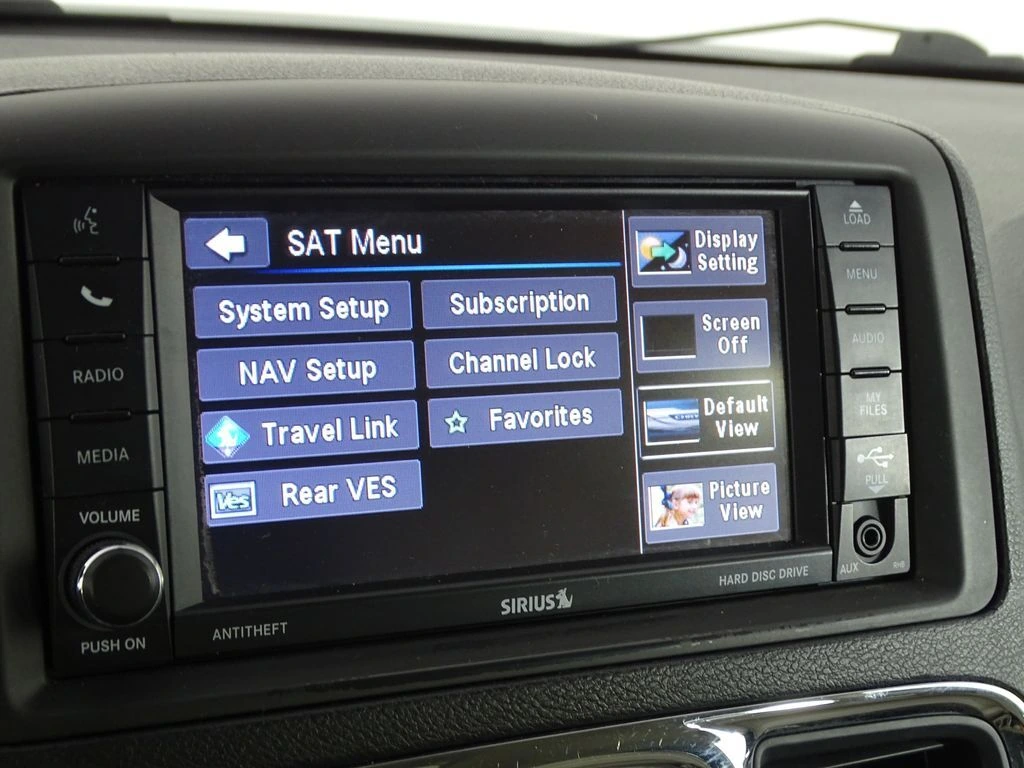 RADIO
MEDIA
VOLUME
PUSH ON
SAT Menu
System Setup
Subscription
NAV Setup
Channel Lock
Travel Link
Favorites
Ves
Rear VES
Display
Setting
Screen
Off
Default
View
Picture
View
ANTITHEFT
SIRIUS
HARD DISC DRIVE
LOAD
MENU
AUDIO
MY
FILES
PULL
AUX
RHB